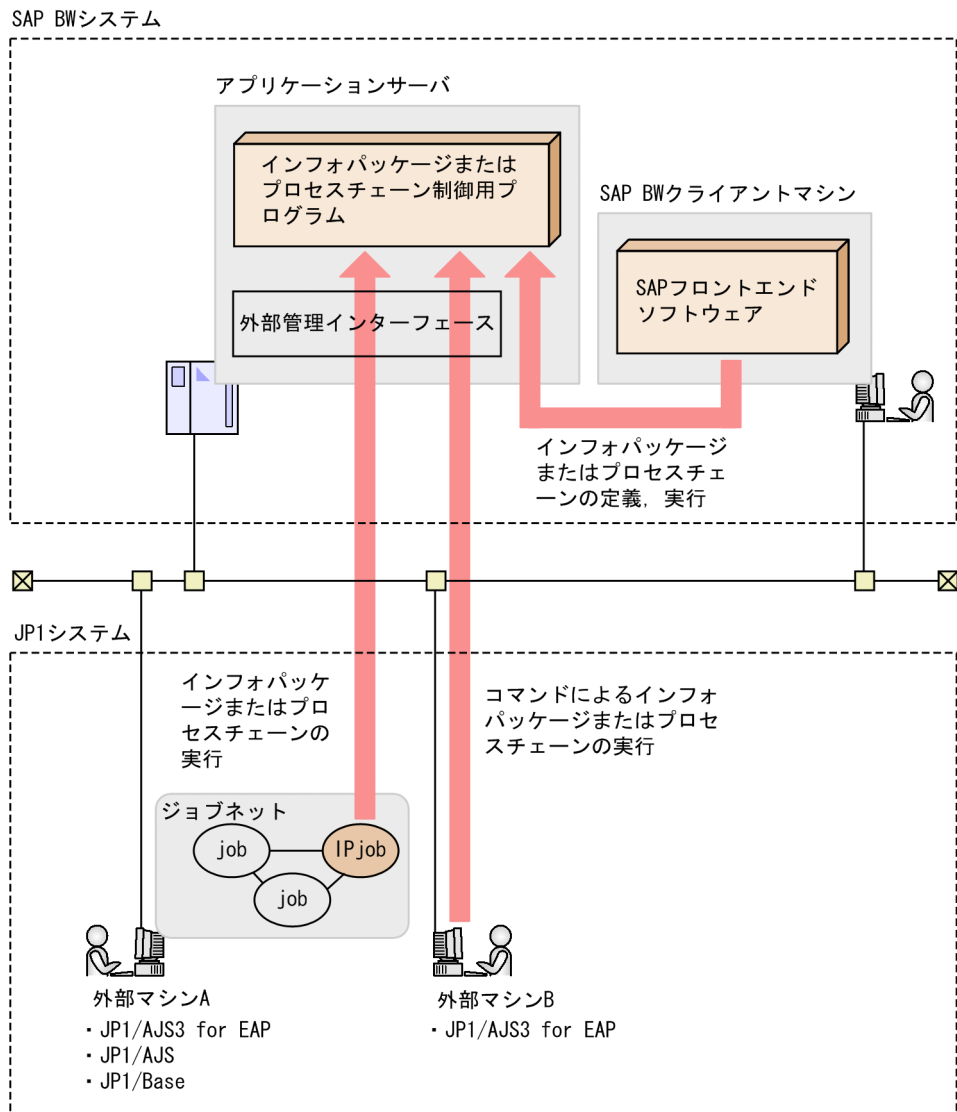 SAP BWシステム
アプリケーションサーバ
インフォパッケージまたは
プロセスチェーン制御用プ
ログラム
SAP BWクライアントマシン
SAPフロントエンド
ソフトウェア
外部管理インターフェース
インフォパッケージ
またはプロセスチェ
ーンの定義，実行
JP1システム
インフォパッケ
ージまたはプロ
セスチェーンの
実行
コマンドによるインフォ
パッケージまたはプロセ
スチェーンの実行
ジョブネット
job
IPjob
job
外部マシンA
・JP1/AJS3 for EAP
・JP1/AJS
・JP1/Base
外部マシンB
・JP1/AJS3 for EAP